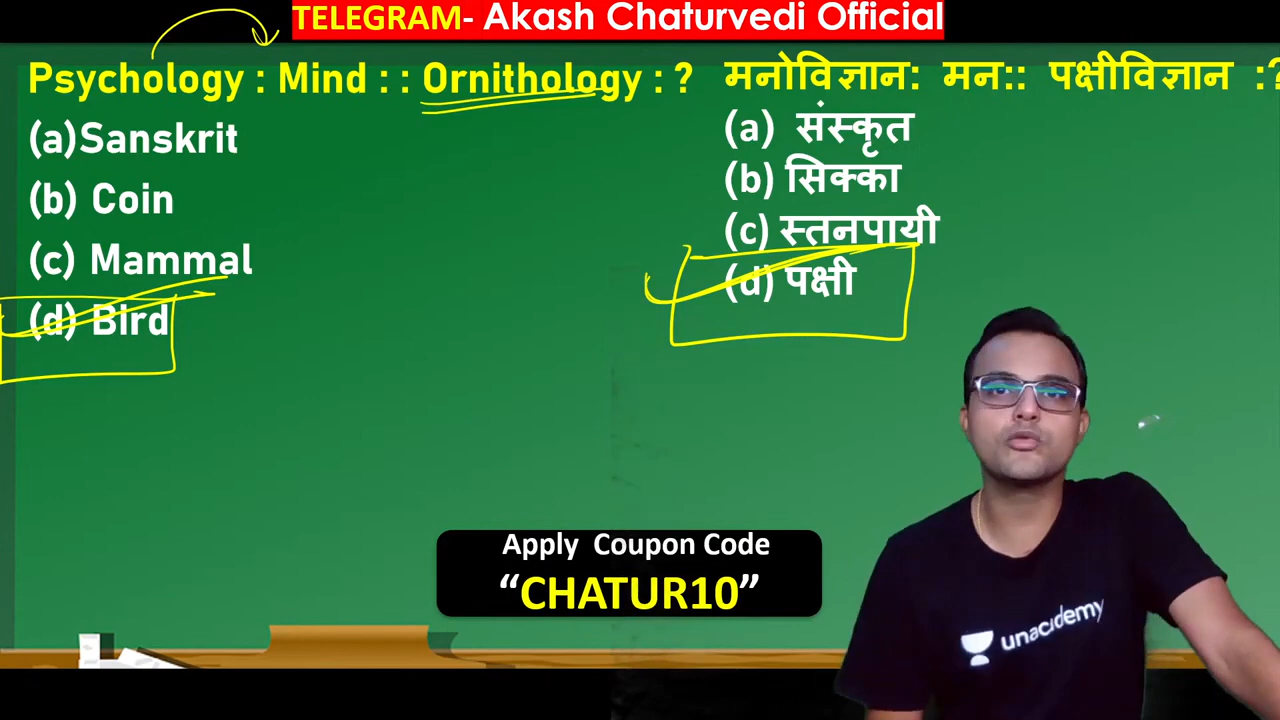 TELEGRAM- Akash Chaturvedi Official
Psychology : Mind : : Ornithology : ?
(a)Sanskrit
(b) Coin
(c) Mammal
(d) Bird
मनोविज्ञान: मन:: पक्षीविज्ञान :?
(a) संस्कृत
(b) सिक्का
(c) स्तनपायी
(d) पक्षी
Apply Coupon Code
“CHATUR10”
unacademy